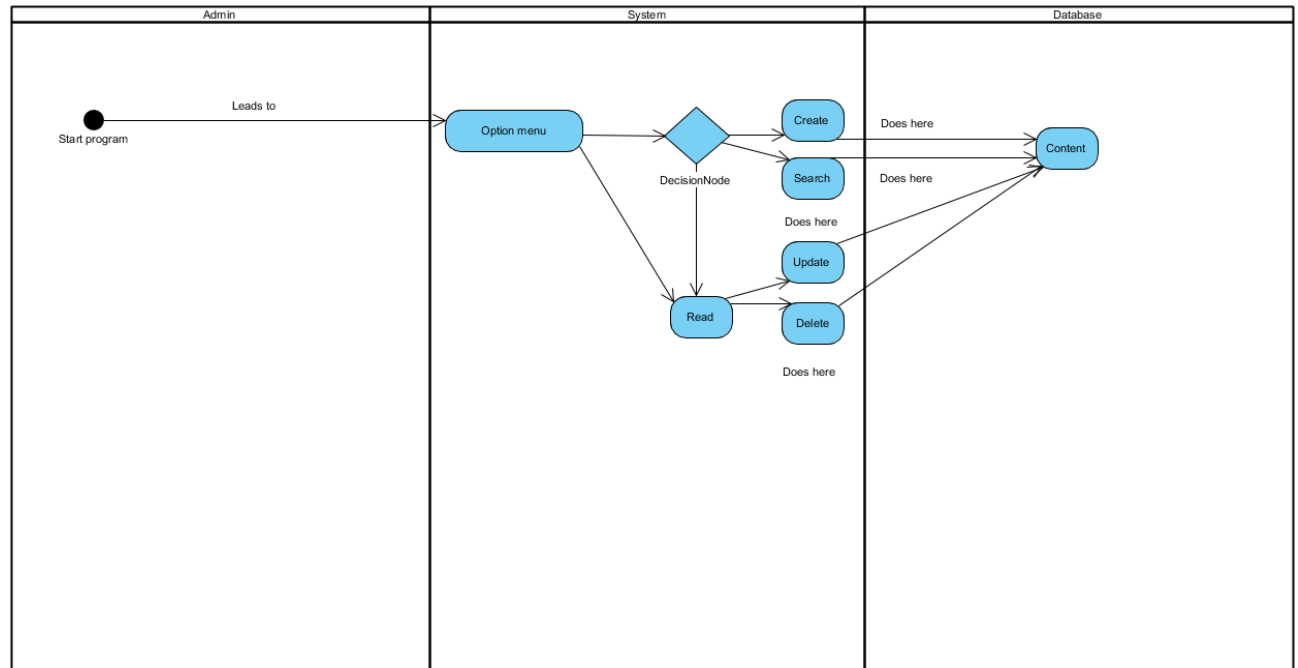 Admin
System
Database
Leads to
Start program
Option menu
DecisionNode
Create
Does here
Content
Search
Does here
Does here
Update
Read
Delete
Does here